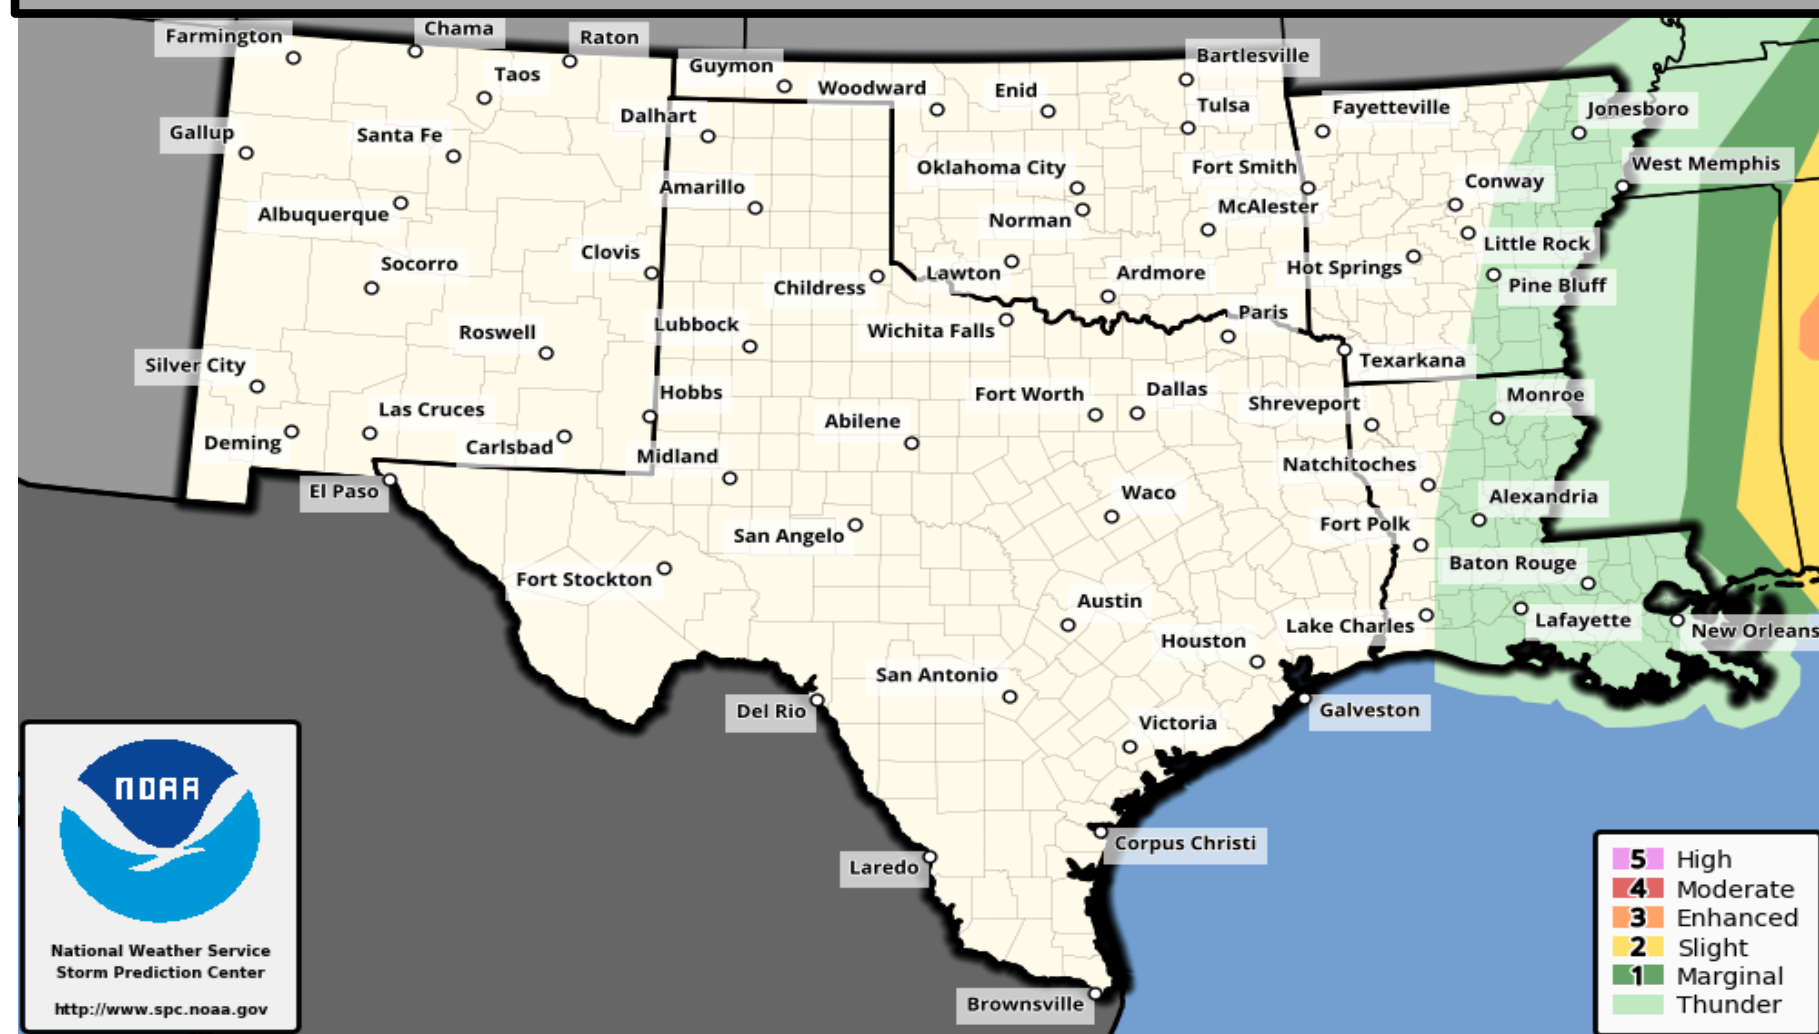 Farmington
Chama
Raton
Taos
Guymon
Woodward
Enid
Bartlesville
Tulsa
Fayetteville
Jonesboro
Dalhart
Gallup
Santa Fe
Oklahoma City
Fort Smith
West Memphis
Conway
Amarillo
Albuquerque
Norman
McAlester
Little Rock
Clovis
Socorro
Lawton
Ardmore
Hot Springs
Pine Bluff
Childress
Paris
Roswell
Lubbock
Wichita Falls
Silver City
Texarkana
Hobbs
Fort Worth
Dallas
Shreveport
Monroe
Las Cruces
Deming
Carlsbad
Abilene
Midland
Natchitoches
El Paso
Waco
Alexandria
San Angelo
Fort Polk
Fort Stockton
Baton Rouge
Austin
Lake Charles
Lafayette
New Orleans
Houston
San Antonio
Del Rio
Galveston
Victoria
Corpus Christi
Laredo
Brownsville
NOAA
National Weather Service
Storm Prediction Center
http://www.spc.noaa.gov
5 High
4 Moderate
3 Enhanced
2 Slight
1 Marginal
Thunder